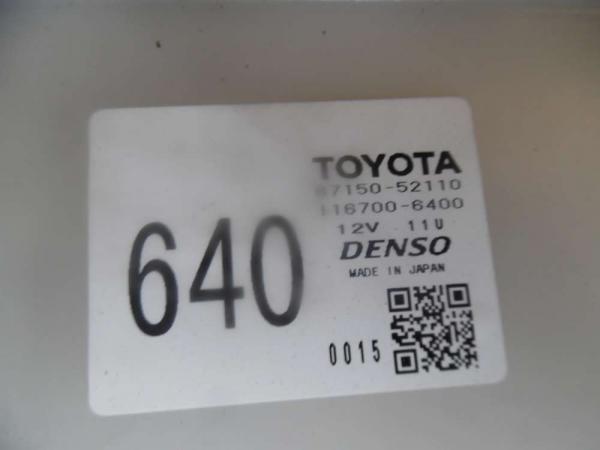 TOYOTA
87150-52110
116700-6400
12V 11U
640
DENSO
MADE IN JAPAN
0015